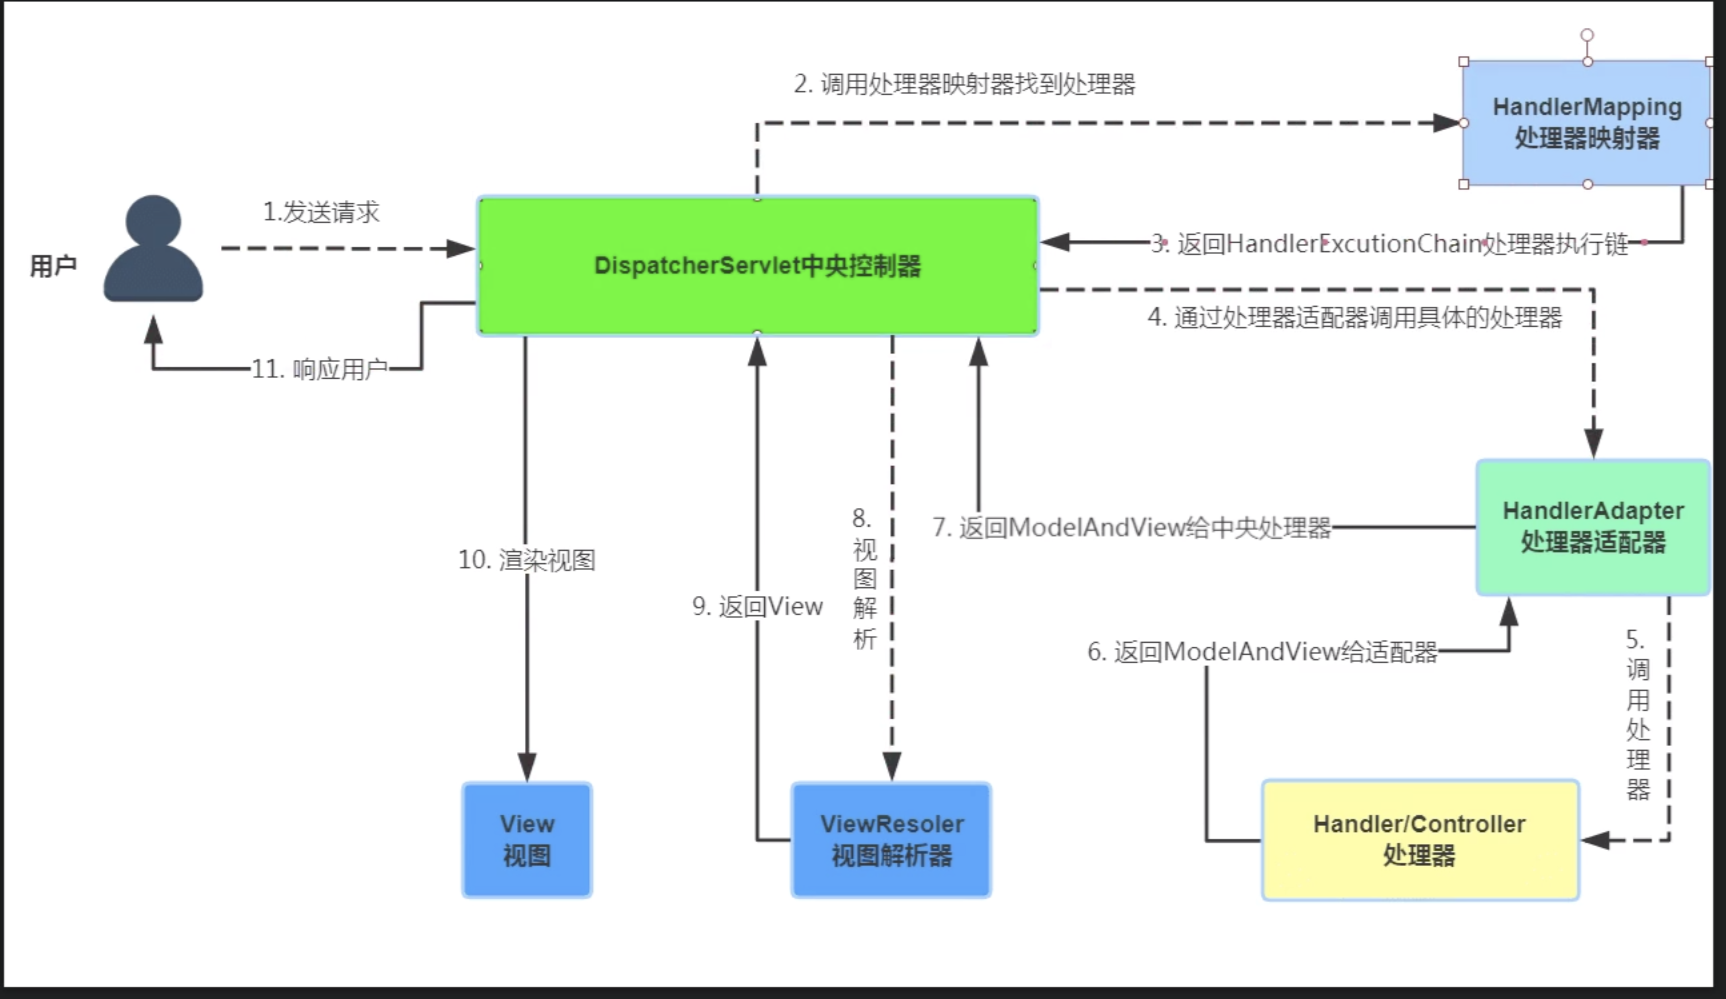 2. 调用处理器映射器找到处理器
HandlerMapping
处理器映射器
1.发送请求
用户
DispatcherServlet中央控制器
3. 返回HandlerExcutionChain处理器执行链
4. 通过处理器适配器调用具体的处理器
11. 响应用户
HandlerAdapter
处理器适配器
7. 返回ModelAndView给中央处理器
8.
视
图
解
析
10. 渲染视图
9. 返回View
6. 返回ModelAndView给适配器
5.
调
用
处
理
器
View
视图
ViewResoler
视图解析器
Handler/Controller
处理器